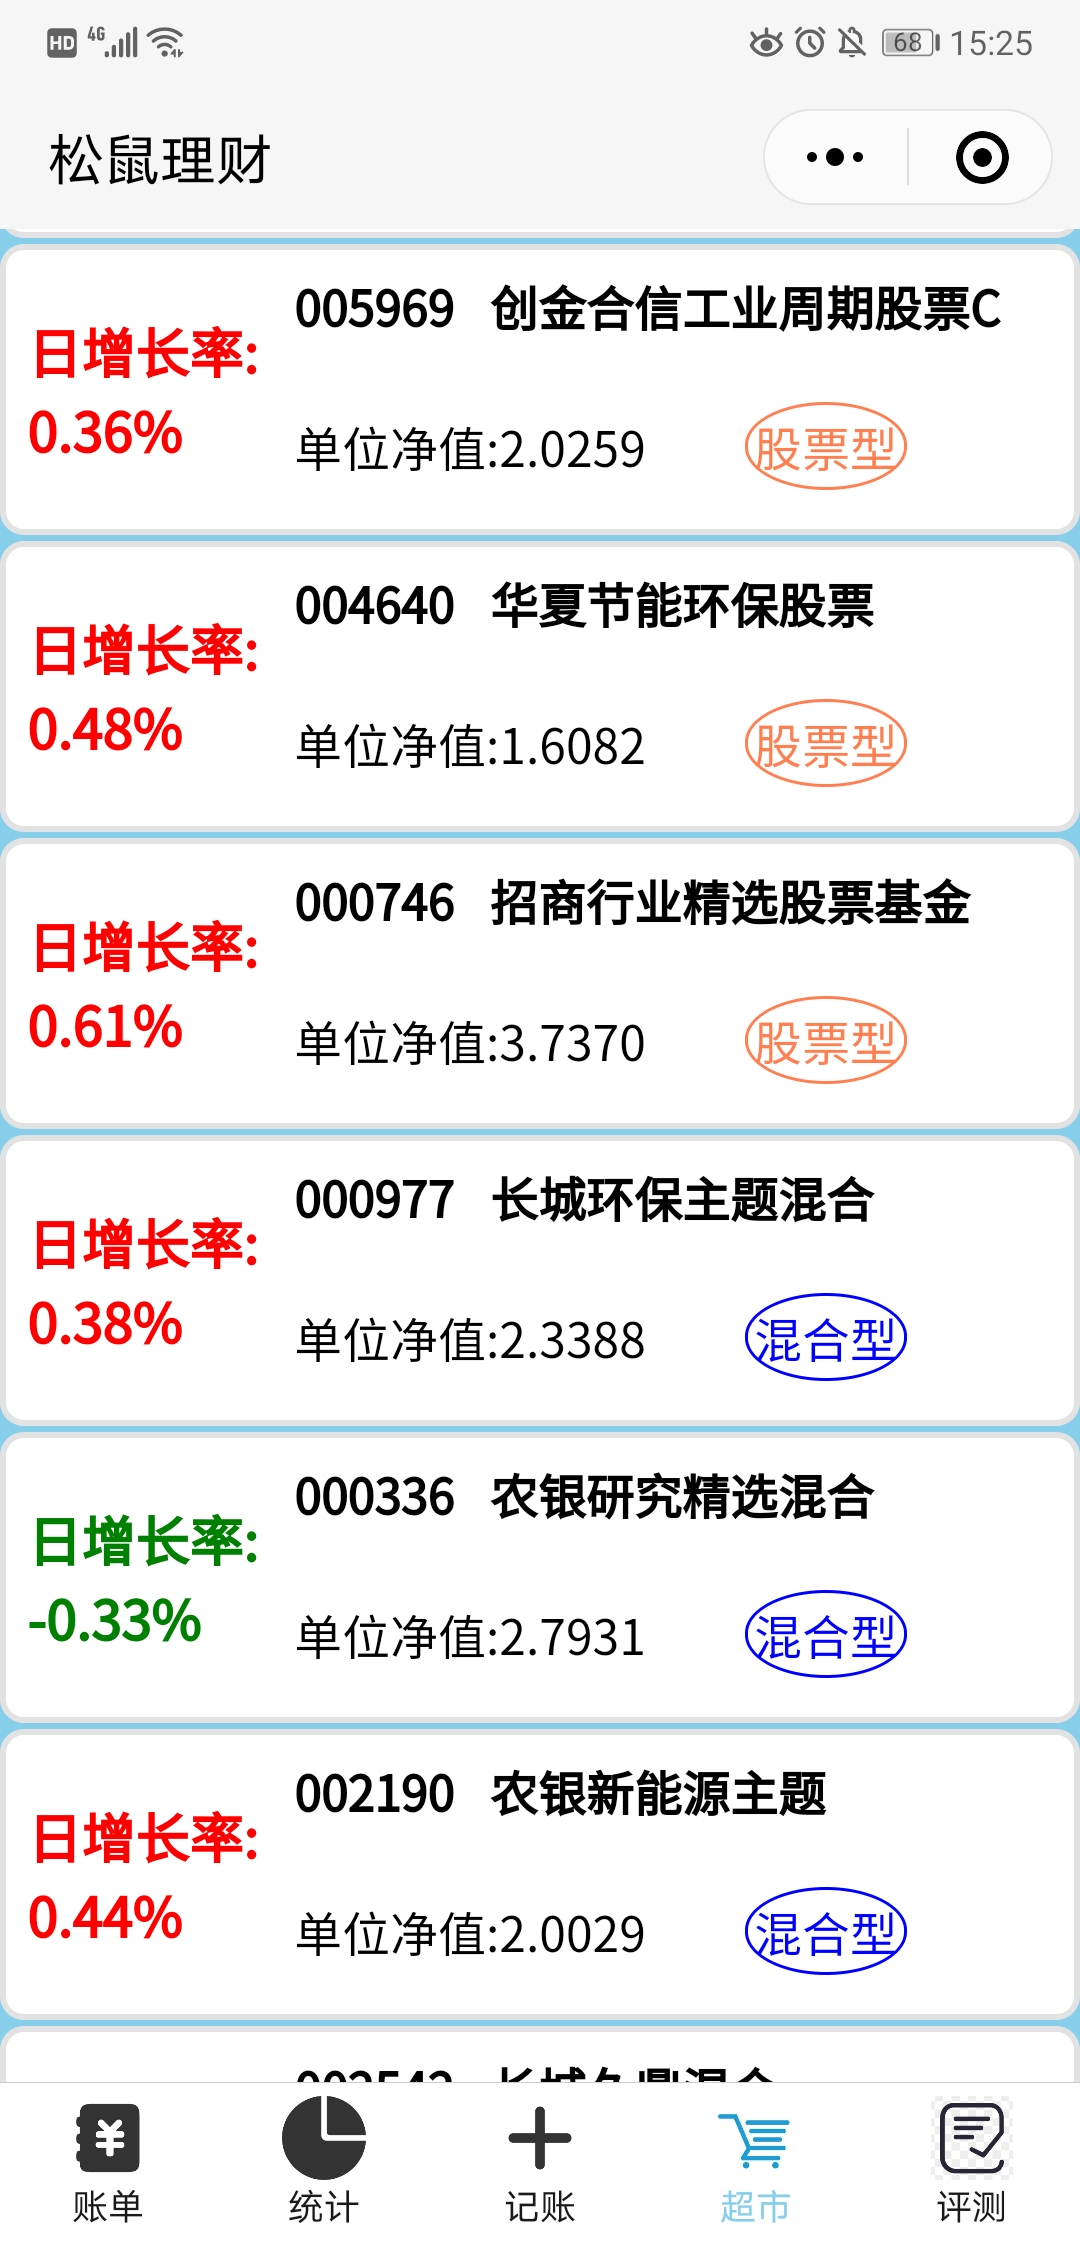 HD 4G 68 15:25
松鼠理财
005969 创金合信工业周期股票C
日增长率:
0.36%
单位净值:2.0259 股票型
004640 华夏节能环保股票
日增长率:
0.48%
单位净值:1.6082 股票型
000746 招商行业精选股票基金
日增长率:
0.61%
单位净值:3.7370 股票型
000977 长城环保主题混合
日增长率:
0.38%
单位净值:2.3388 混合型
000336 农银研究精选混合
日增长率:
-0.33%
单位净值:2.7931 混合型
002190 农银新能源主题
日增长率:
0.44%
单位净值:2.0029 混合型
长城久鼎混合
账单 统计 记账 超市 评测